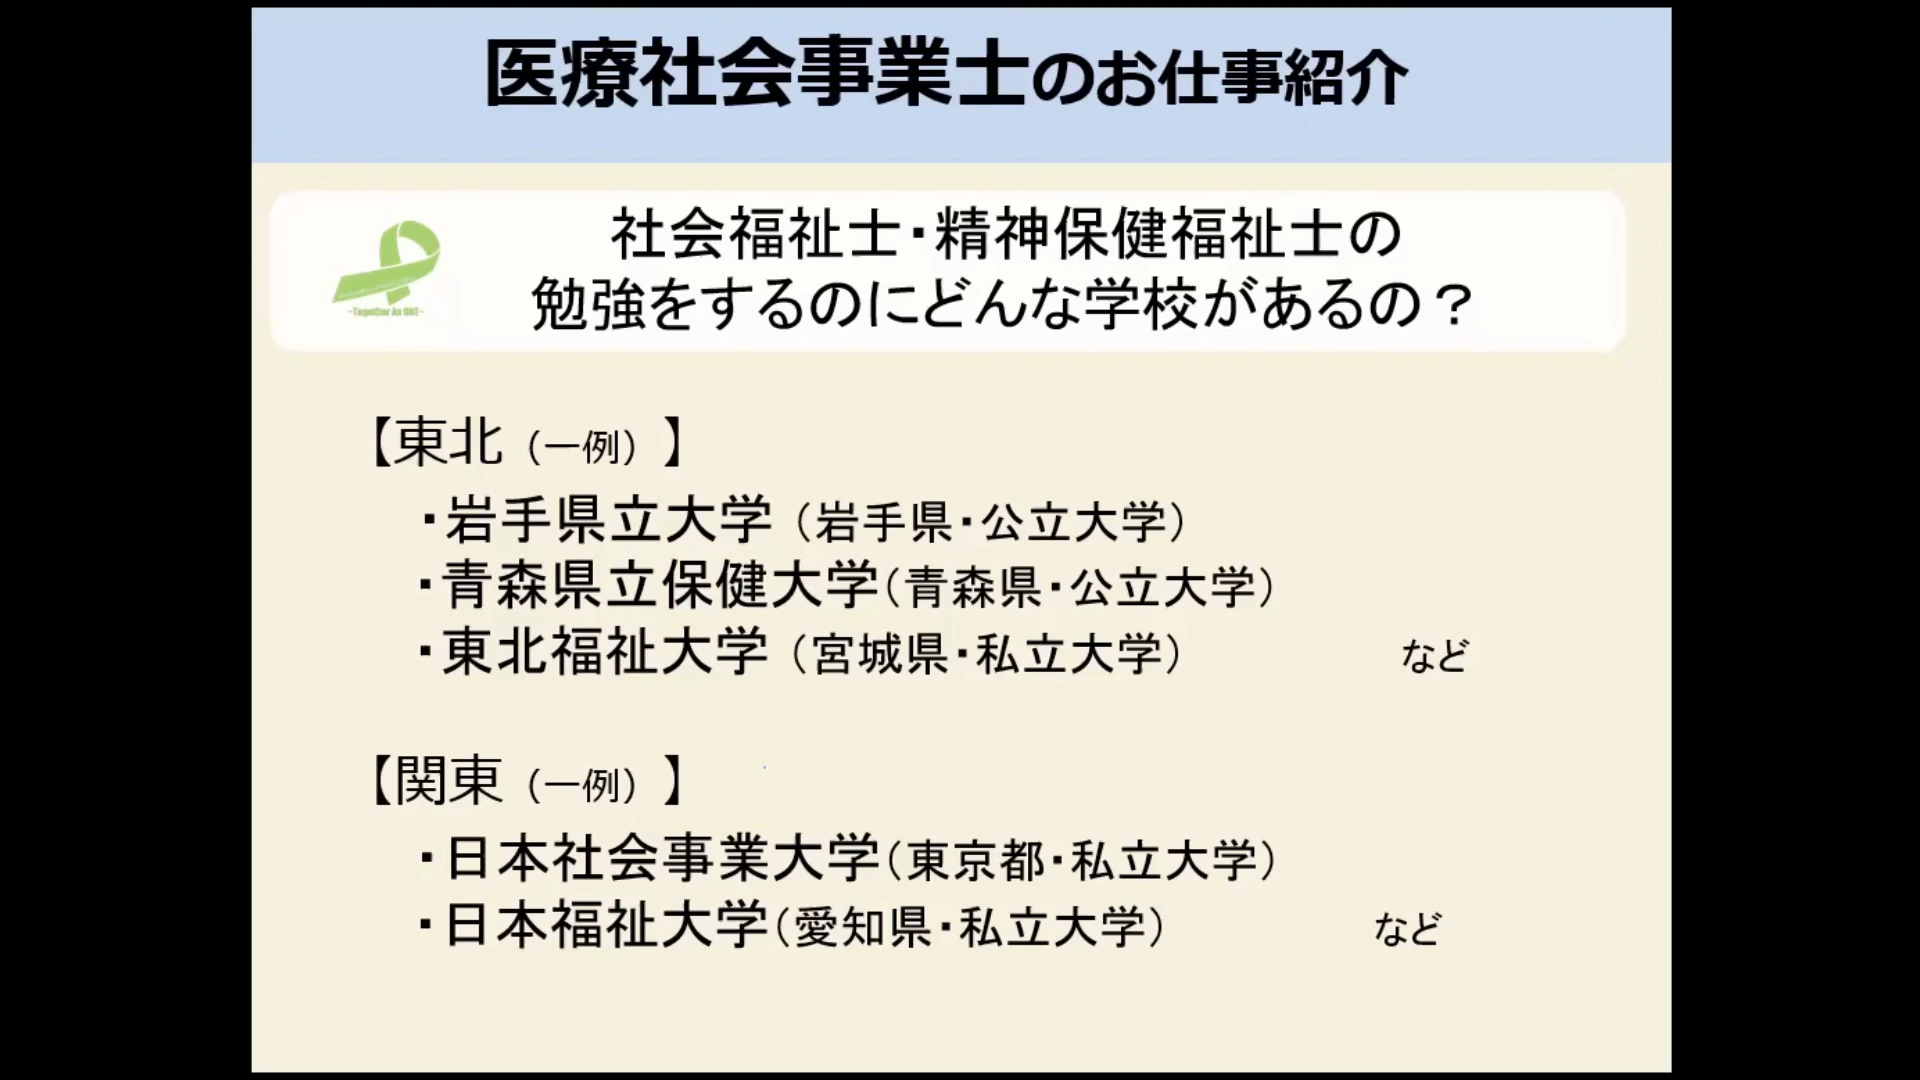 医療社会事業士のお仕事紹介
社会福祉士・精神保健福祉士の
勉強をするのにどんな学校があるの？
~Together As ONE~
【東北（一例）】
・岩手県立大学（岩手県・公立大学）
・青森県立保健大学（青森県・公立大学）
・東北福祉大学（宮城県・私立大学） など
【関東（一例）】
・日本社会事業大学（東京都・私立大学）
・日本福祉大学（愛知県・私立大学） など